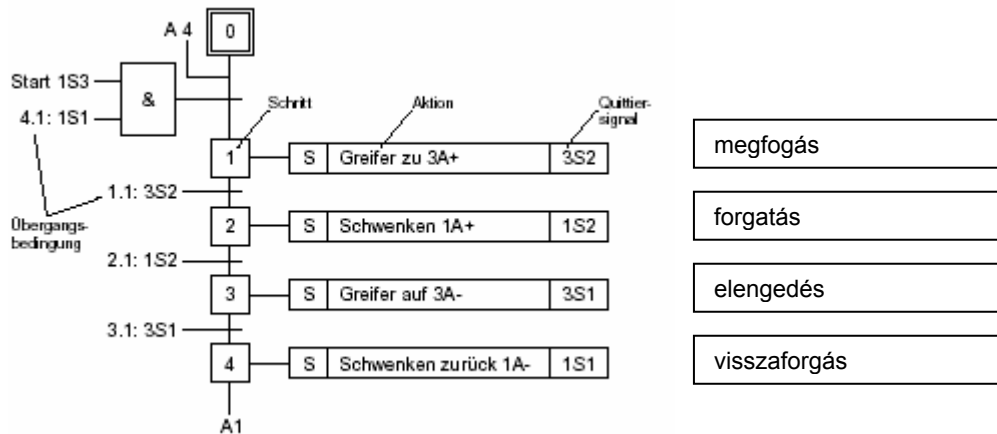 A 4
0
Start 1S3
&
4.1: 1S1
Schritt
Aktion
Quittier-
signal
1
S Greifer zu 3A+ 3S2
megfogás
1.1: 3S2
Übergangs-
bedingung
2
S Schwenken 1A+ 1S2
forgatás
2.1: 1S2
3
S Greifer auf 3A- 3S1
elengedés
3.1: 3S1
4
S Schwenken zurück 1A- 1S1
visszaforgás
A1